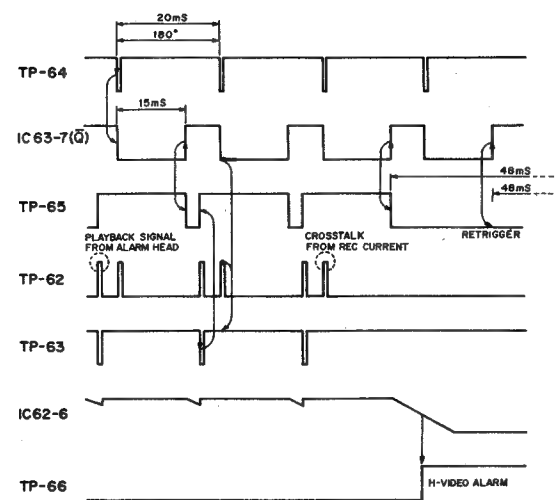 20mS
180°
TP-64
15mS
IC63-7(Q̄)
48mS
48mS
TP-65
PLAYBACK SIGNAL
FROM ALARM HEAD
CROSSTALK
FROM REC CURRENT
RETRIGGER
TP-62
TP-63
IC62-6
H-VIDEO ALARM
TP-66